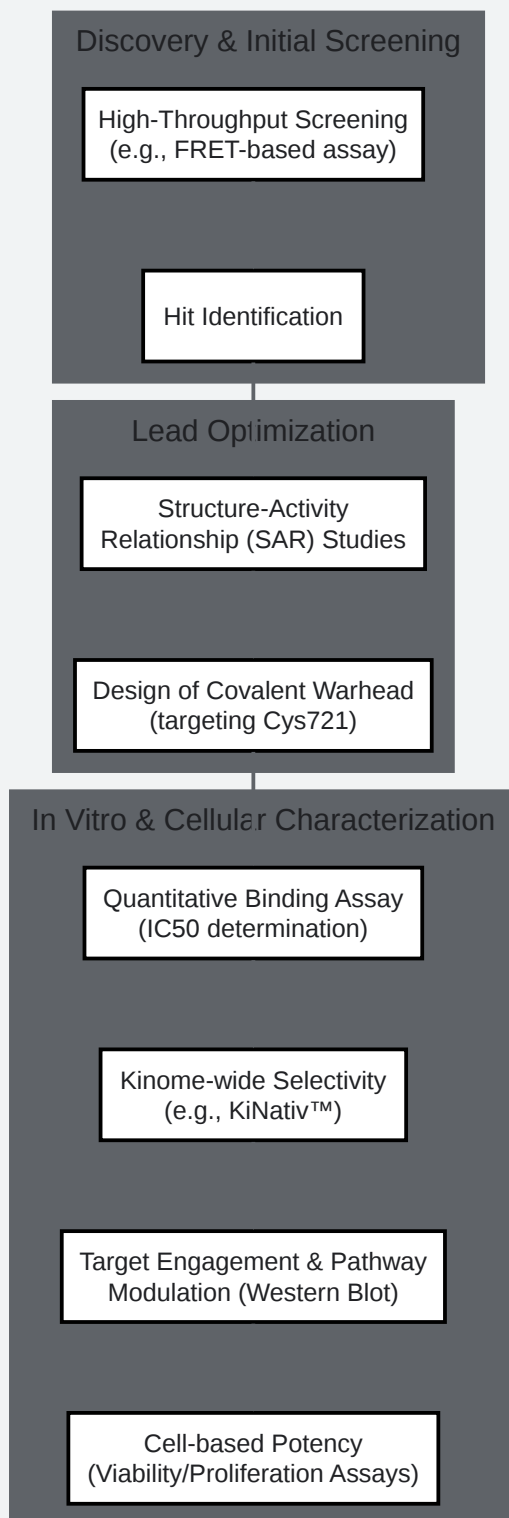 Discovery & Initial Screening
High-Throughput Screening
(e.g., FRET-based assay)
Hit Identification
Lead Optimization
Structure-Activity
Relationship (SAR) Studies
Design of Covalent Warhead
(targeting Cys721)
In Vitro & Cellular Characterization
Quantitative Binding Assay
(IC50 determination)
Kinome-wide Selectivity
(e.g., KiNativ™)
Target Engagement & Pathway
Modulation (Western Blot)
Cell-based Potency
(Viability/Proliferation Assays)